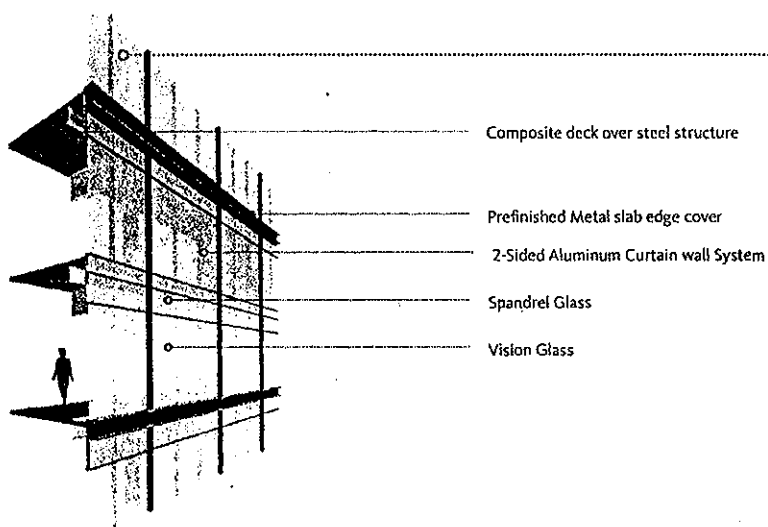 Composite deck over steel structure
Prefinished Metal slab edge cover
2-Sided Aluminum Curtain wall System
Spandrel Glass
Vision Glass